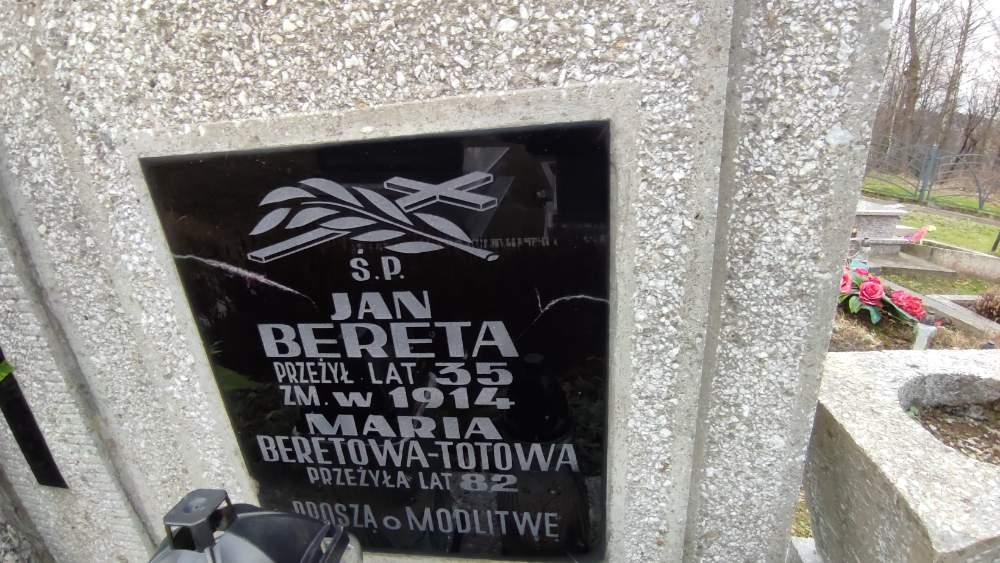 Ś.P.
JAN
BERETA
PRZEŻYŁ LAT 35
ZM. w 1914
MARIA
BERETOWA-TOTOWA
PRZEŻYŁA LAT 82
PROSZĄ o MODLITWĘ